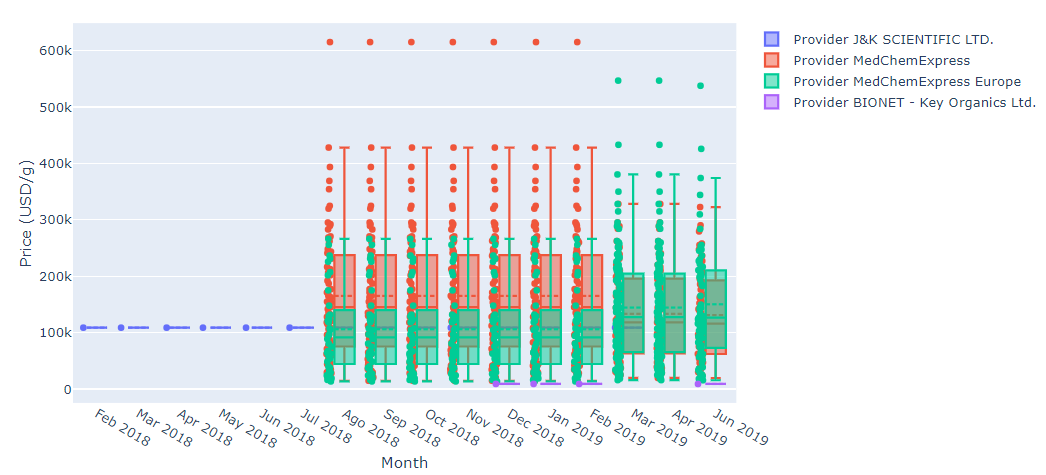 600k
500k
400k
300k
200k
100k
0
Price (USD/g)
Feb 2018
Mar 2018
Apr 2018
May 2018
Jun 2018
Jul 2018
Ago 2018
Sep 2018
Oct 2018
Nov 2018
Dec 2018
Jan 2019
Feb 2019
Mar 2019
Apr 2019
Jun 2019
Month
Provider J&K SCIENTIFIC LTD.
Provider MedChemExpress
Provider MedChemExpress Europe
Provider BIONET - Key Organics Ltd.